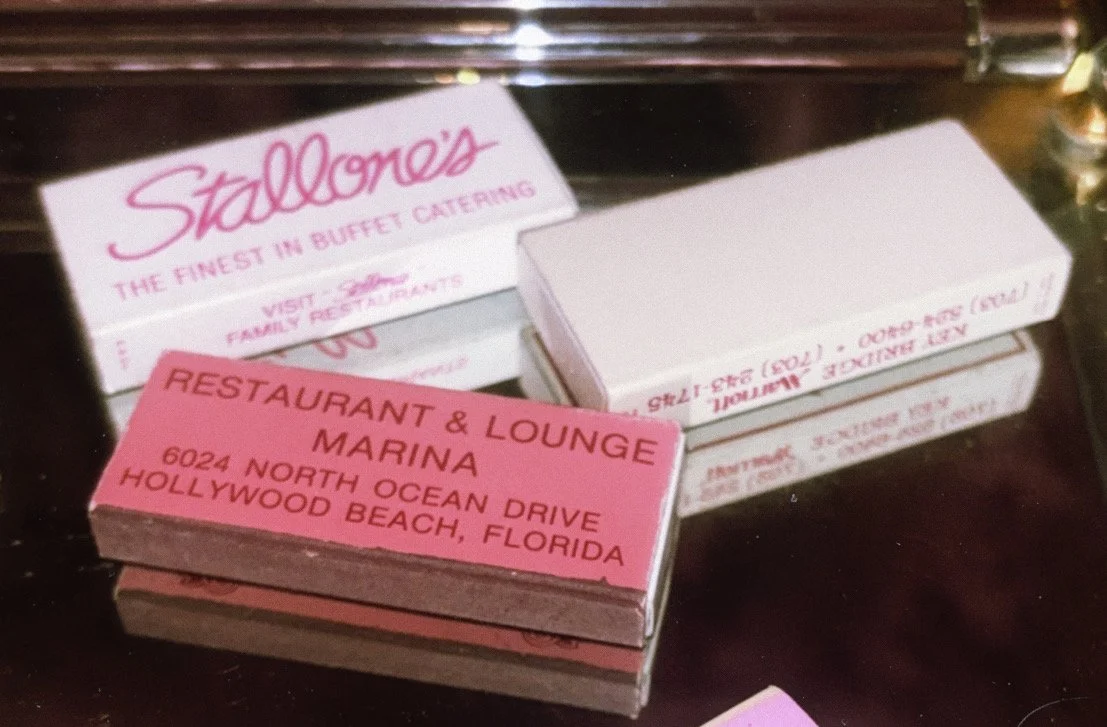 Stallone's
THE FINEST IN BUFFET CATERING
VISIT - Stallone's
FAMILY RESTAURANTS
KEY BRIDGE Marriott
(703) 524-6400 • (703) 243-1745
RESTAURANT & LOUNGE
MARINA
6024 NORTH OCEAN DRIVE
HOLLYWOOD BEACH, FLORIDA